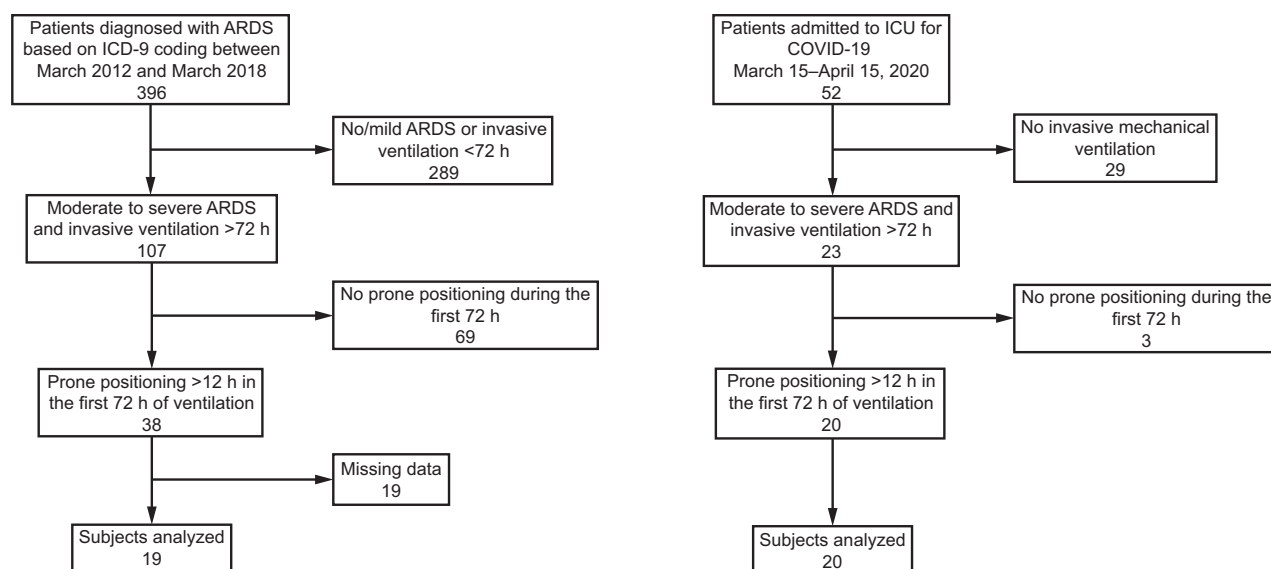 Patients diagnosed with ARDS
based on ICD-9 coding between
March 2012 and March 2018
396
No/mild ARDS or invasive
ventilation <72 h
289
Moderate to severe ARDS
and invasive ventilation >72 h
107
No prone positioning during the
first 72 h
69
Prone positioning >12 h in
the first 72 h of ventilation
38
Missing data
19
Subjects analyzed
19
Patients admitted to ICU for
COVID-19
March 15–April 15, 2020
52
No invasive mechanical
ventilation
29
Moderate to severe ARDS and
invasive ventilation >72 h
23
No prone positioning during the
first 72 h
3
Prone positioning >12 h in
the first 72 h of ventilation
20
Subjects analyzed
20